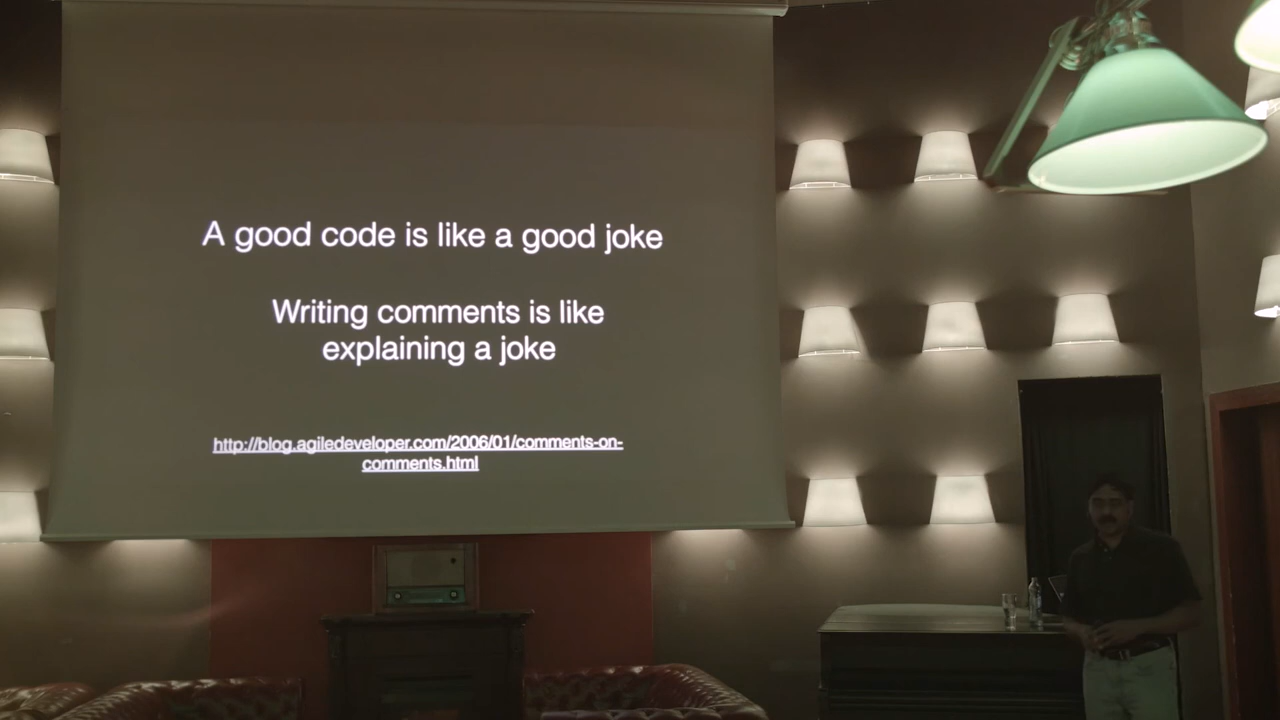 A good code is like a good joke
Writing comments is like
explaining a joke
http://blog.agiledeveloper.com/2006/01/comments-on-
comments.html